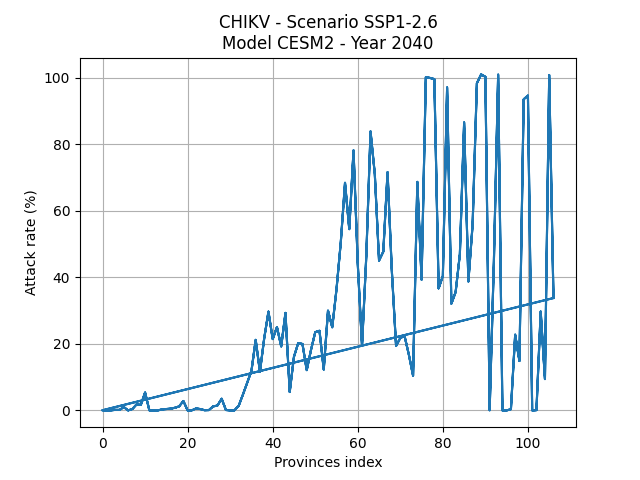 CHIKV - Scenario SSP1-2.6
Model CESM2 - Year 2040
Attack rate (%)
100
80
60
40
20
0
0 20 40 60 80 100
Provinces index